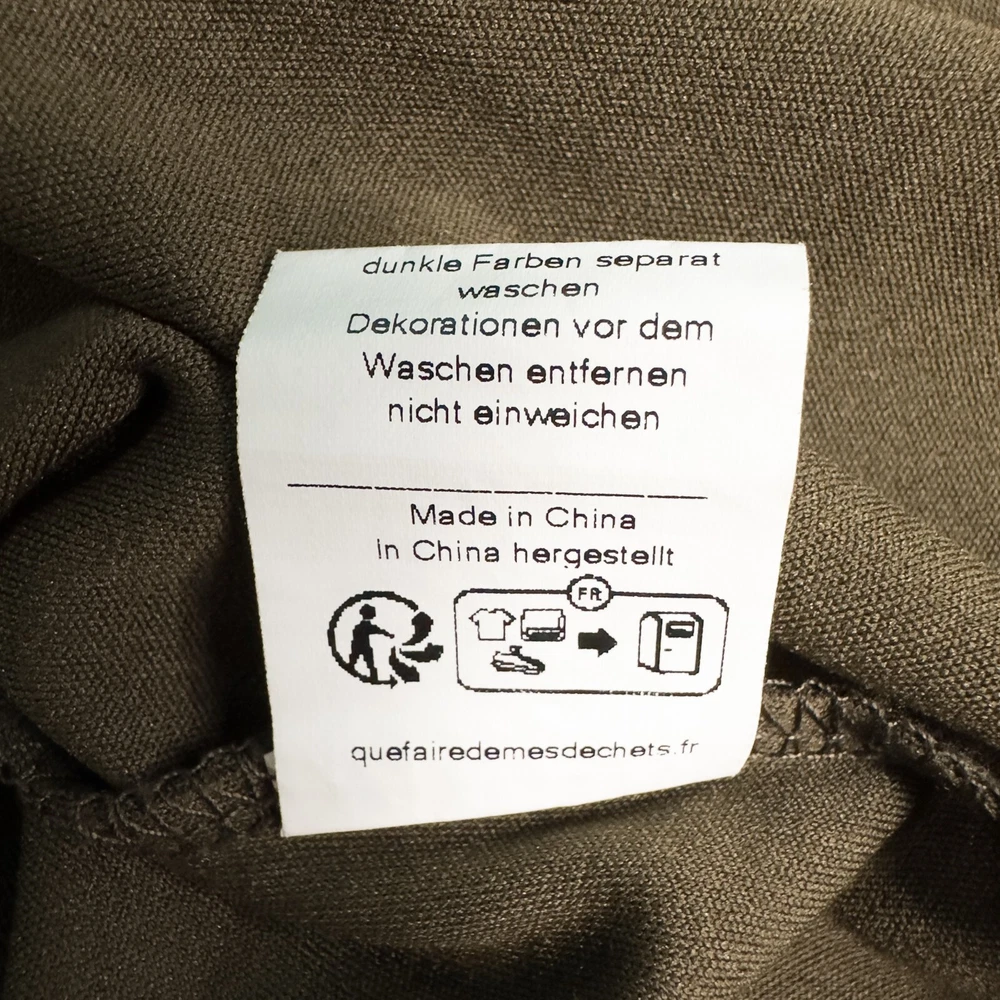 dunkle Farben separat
waschen
Dekorationen vor dem
Waschen entfernen
nicht einweichen
Made in China
in China hergestellt
FR
quefairedemesdechets.fr